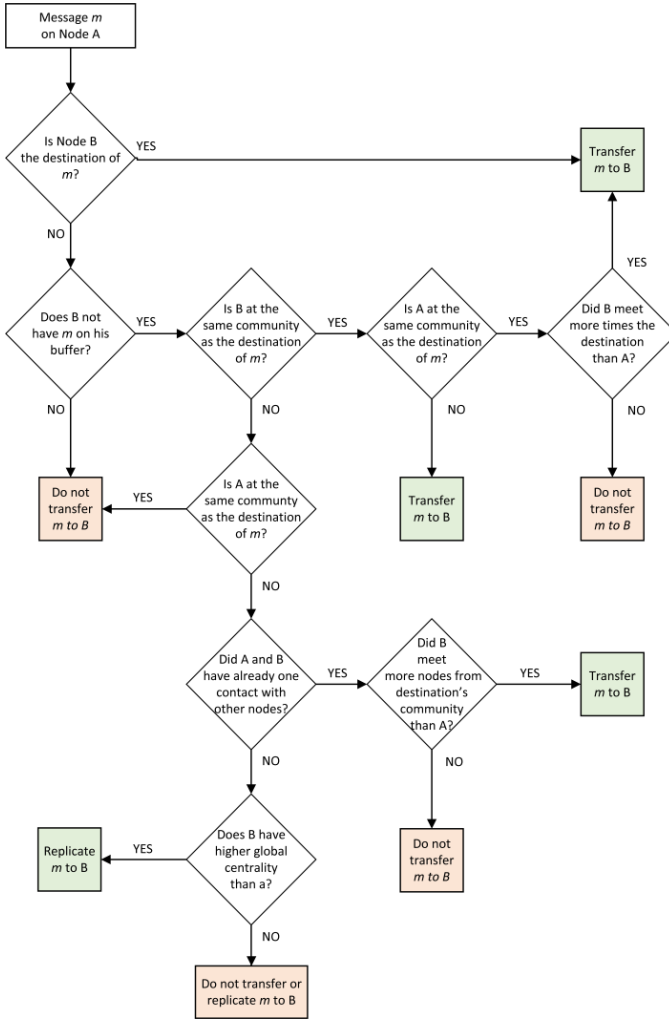 Message m
on Node A
Is Node B
the destination of
m?
YES
Transfer
m to B
NO
YES
Does B not
have m on his
buffer?
YES
Is B at the
same community
as the destination
of m?
YES
Is A at the
same community
as the destination
of m?
YES
Did B meet
more times the
destination
than A?
NO
NO
NO
NO
Do not
transfer
m to B
YES
Is A at the
same communty
as the destination
of m?
Transfer
m to B
Do not
transfer
m to B
NO
Did A and B
have already one
contact with
other nodes?
YES
Did B
meet
more nodes from
destination's
community
than A?
YES
Transfer
m to B
NO
NO
Replicate
m to B
YES
Does B have
higher global
centrality
than a?
Do not
transfer
m to B
NO
Do not transfer or
replicate m to B